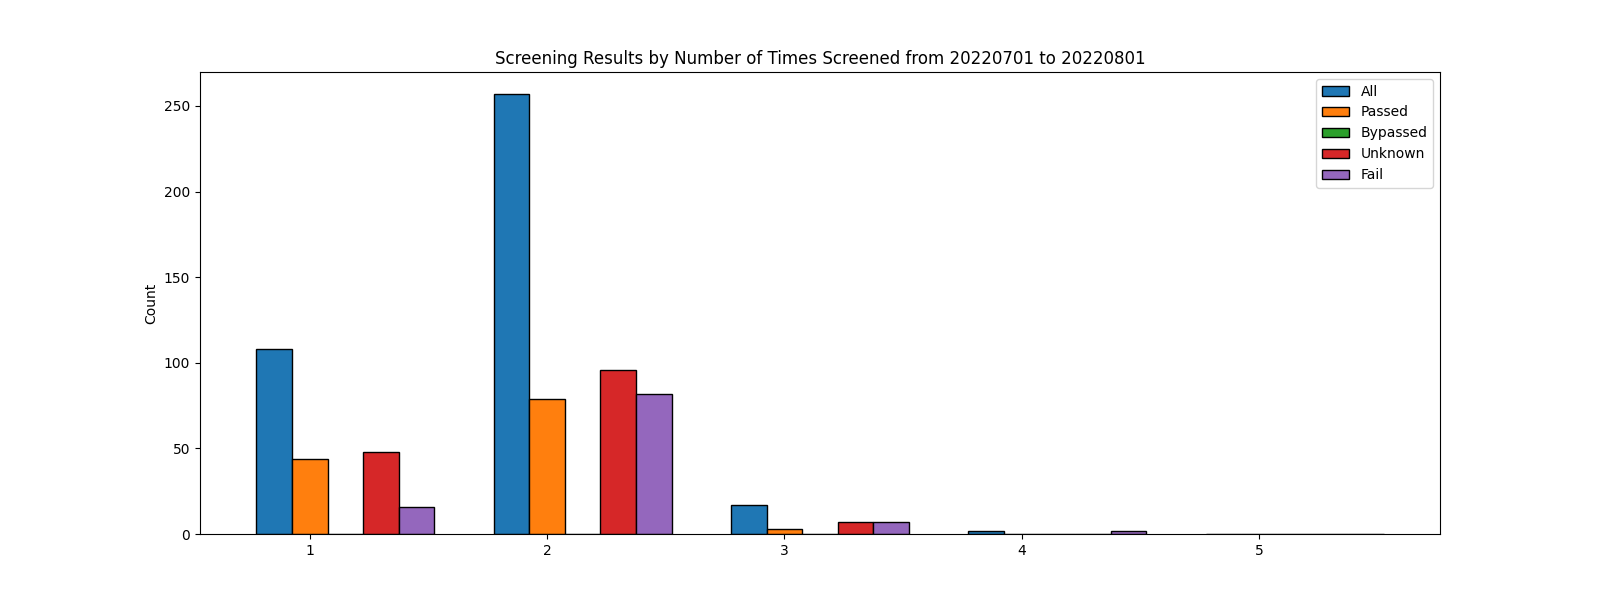 Screening Results by Number of Times Screened from 20220701 to 20220801
All
Passed
Bypassed
Unknown
Fail
Count
250
200
150
100
50
0
1 2 3 4 5